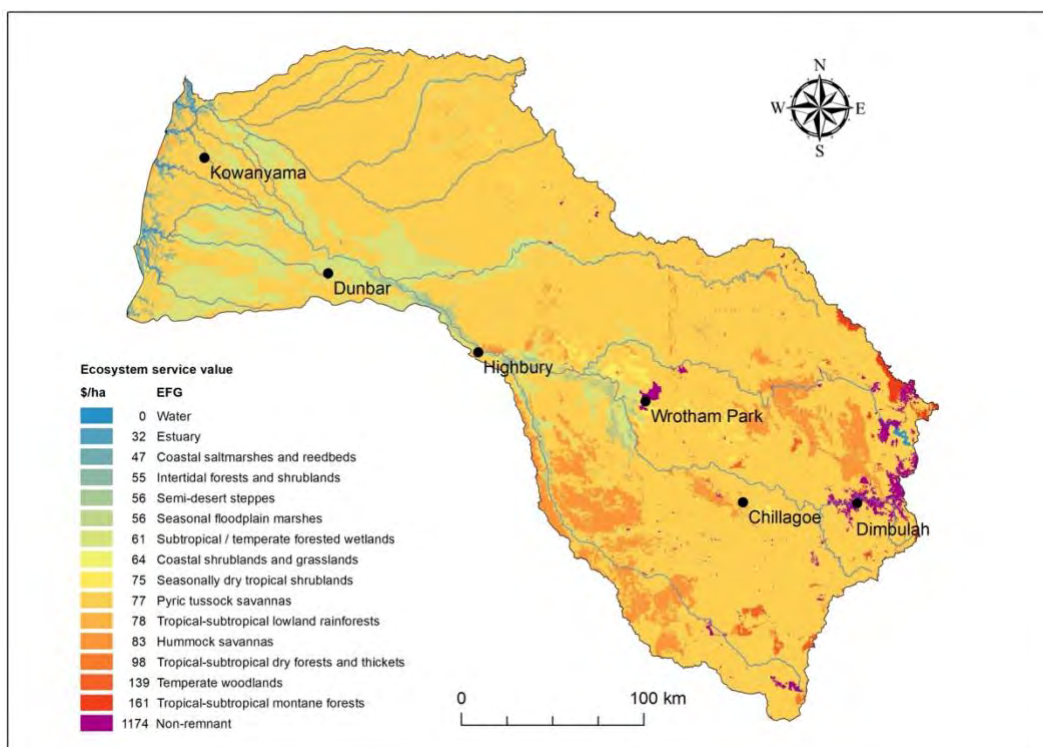 N
W E
S
Kowanyama
Dunbar
Highbury
Wrotham Park
Chillagoe
Dimbulah
Ecosystem service value
$/ha EFG
0 Water
32 Estuary
47 Coastal saltmarshes and reedbeds
55 Intertidal forests and shrublands
56 Semi-desert steppes
56 Seasonal floodplain marshes
61 Subtropical / temperate forested wetlands
64 Coastal shrublands and grasslands
75 Seasonally dry tropical shrublands
77 Pyric tussock savannas
78 Tropical-subtropical lowland rainforests
83 Hummock savannas
98 Tropical-subtropical dry forests and thickets
139 Temperate woodlands
161 Tropical-subtropical montane forests
1174 Non-remnant
0 100 km